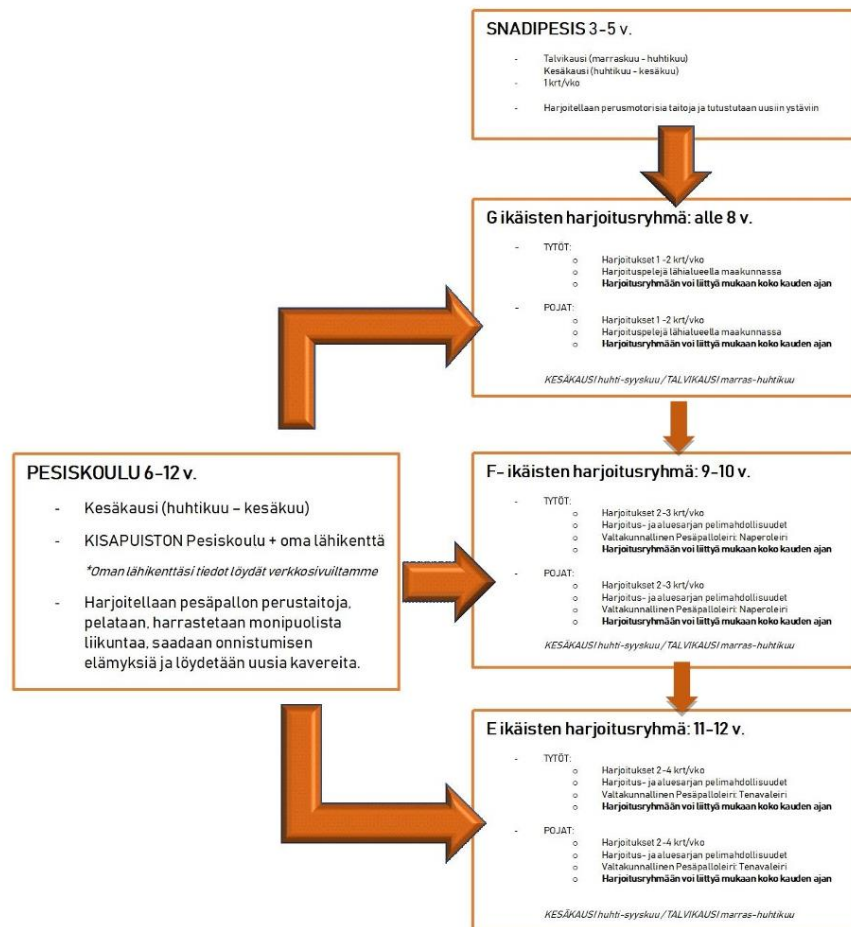 SNADIPESIS 3-5 v.
- Talvikausi (marraskuu - huhtikuu)
Kesäkausi (huhtikuu - kesäkuu)
- 1 krt/vko
- Harjoitellaan perusmotorisia taitoja ja tutustutaan uusiin ystäviin
G ikäisten harjoitusryhmä: alle 8 v.
- TYTÖT:
o Harjoitukset 1 -2 krt/vko
o Harjoituspelejä lähialueella maakunnassa
o Harjoitusryhmään voi liittyä mukaan koko kauden ajan
- POJAT:
o Harjoitukset 1 -2 krt/vko
o Harjoituspelejä lähialueella maakunnassa
o Harjoitusryhmään voi liittyä mukaan koko kauden ajan
KESÄKAUSI huhti-syyskuu / TALVIKAUSI marras-huhtikuu
PESISKOULU 6-12 v.
- Kesäkausi (huhtikuu – kesäkuu)
- KISAPUISTON Pesiskoulu + oma lähikenttä
*Oman lähikenttäsi tiedot löydät verkkosivuiltamme
- Harjoitellaan pesäpallon perustaitoja,
pelataan, harrastetaan monipuolista
liikuntaa, saadaan onnistumisen
elämyksiä ja löydetään uusia kavereita.
F- ikäisten harjoitusryhmä: 9-10 v.
- TYTÖT:
o Harjoitukset 2-3 krt/vko
o Harjoitus- ja aluesarjan pelimahdollisuudet
o Valtakunnallinen Pesäpalloleiri: Naperoleiri
o Harjoitusryhmään voi liittyä mukaan koko kauden ajan
- POJAT:
o Harjoitukset 2-3 krt/vko
o Harjoitus- ja aluesarjan pelimahdollisuudet
o Valtakunnallinen Pesäpalloleiri: Naperoleiri
o Harjoitusryhmään voi liittyä mukaan koko kauden ajan
KESÄKAUSI huhti-syyskuu / TALVIKAUSI marras-huhtikuu
E ikäisten harjoitusryhmä: 11-12 v.
- TYTÖT:
o Harjoitukset 2-4 krt/vko
o Harjoitus- ja aluesarjan pelimahdollisuudet
o Valtakunnallinen Pesäpalloleiri: Tenavaleiri
o Harjoitusryhmään voi liittyä mukaan koko kauden ajan
- POJAT:
o Harjoitukset 2-4 krt/vko
o Harjoitus- ja aluesarjan pelimahdollisuudet
o Valtakunnallinen Pesäpalloleiri: Tenavaleiri
o Harjoitusryhmään voi liittyä mukaan koko kauden ajan
KESÄKAUSI huhti-syyskuu / TALVIKAUSI marras-huhtikuu